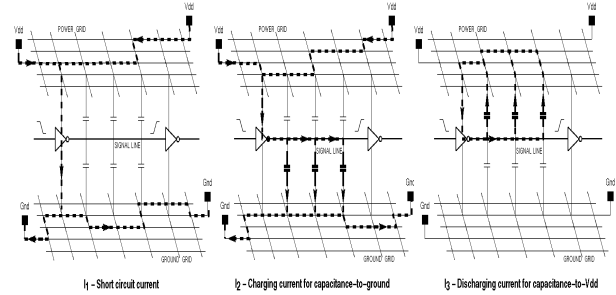 Vdd
POWER GRID
Vdd
SIGNAL LINE
Gnd
Gnd
GROUND GRID
I1 – Short circuit current
Vdd
POWER GRID
Vdd
SIGNAL LINE
Gnd
Gnd
GROUND GRID
I2 – Charging current for capacitance-to-ground
Vdd
POWER GRID
Vdd
SIGNAL LINE
Gnd
Gnd
GROUND GRID
I3 – Discharging current for capacitance-to-Vdd